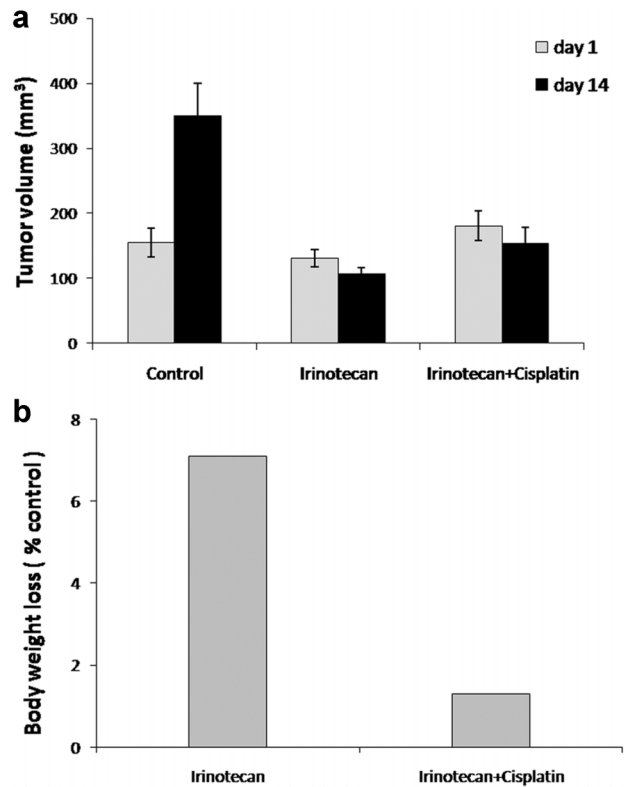 a
500
400
300
200
100
0
Tumor volume (mm³)
day 1
day 14
Control
Irinotecan
Irinotecan+Cisplatin
b
8
6
4
2
0
Body weight loss ( % control )
Irinotecan
Irinotecan+Cisplatin